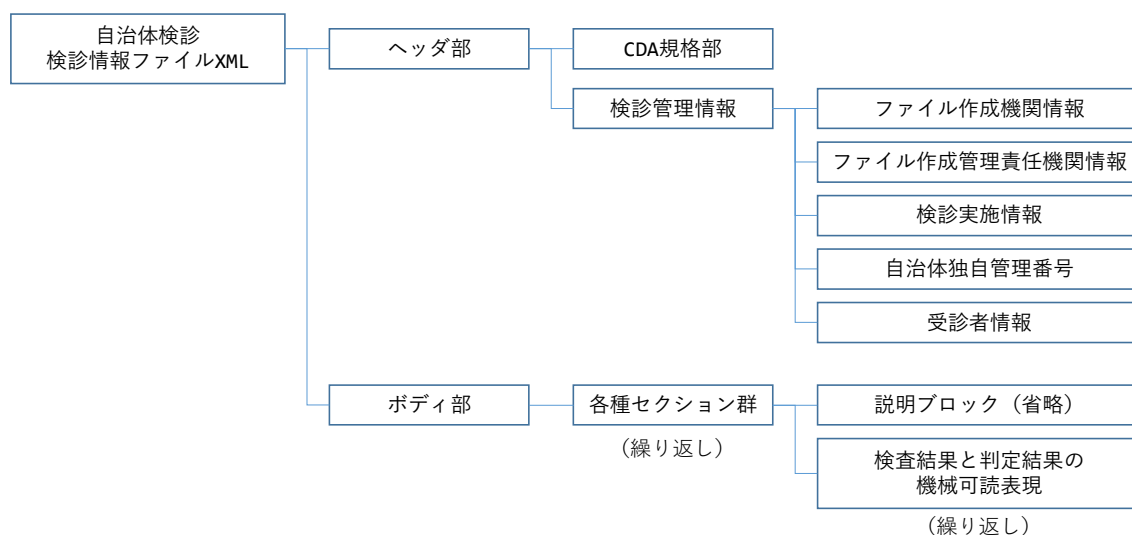 自治体検診
検診情報ファイルXML
ヘッダ部
CDA規格部
検診管理情報
ファイル作成機関情報
ファイル作成管理責任機関情報
検診実施情報
自治体独自管理番号
受診者情報
ボディ部
各種セクション群
（繰り返し）
説明ブロック（省略）
検査結果と判定結果の
機械可読表現
（繰り返し）